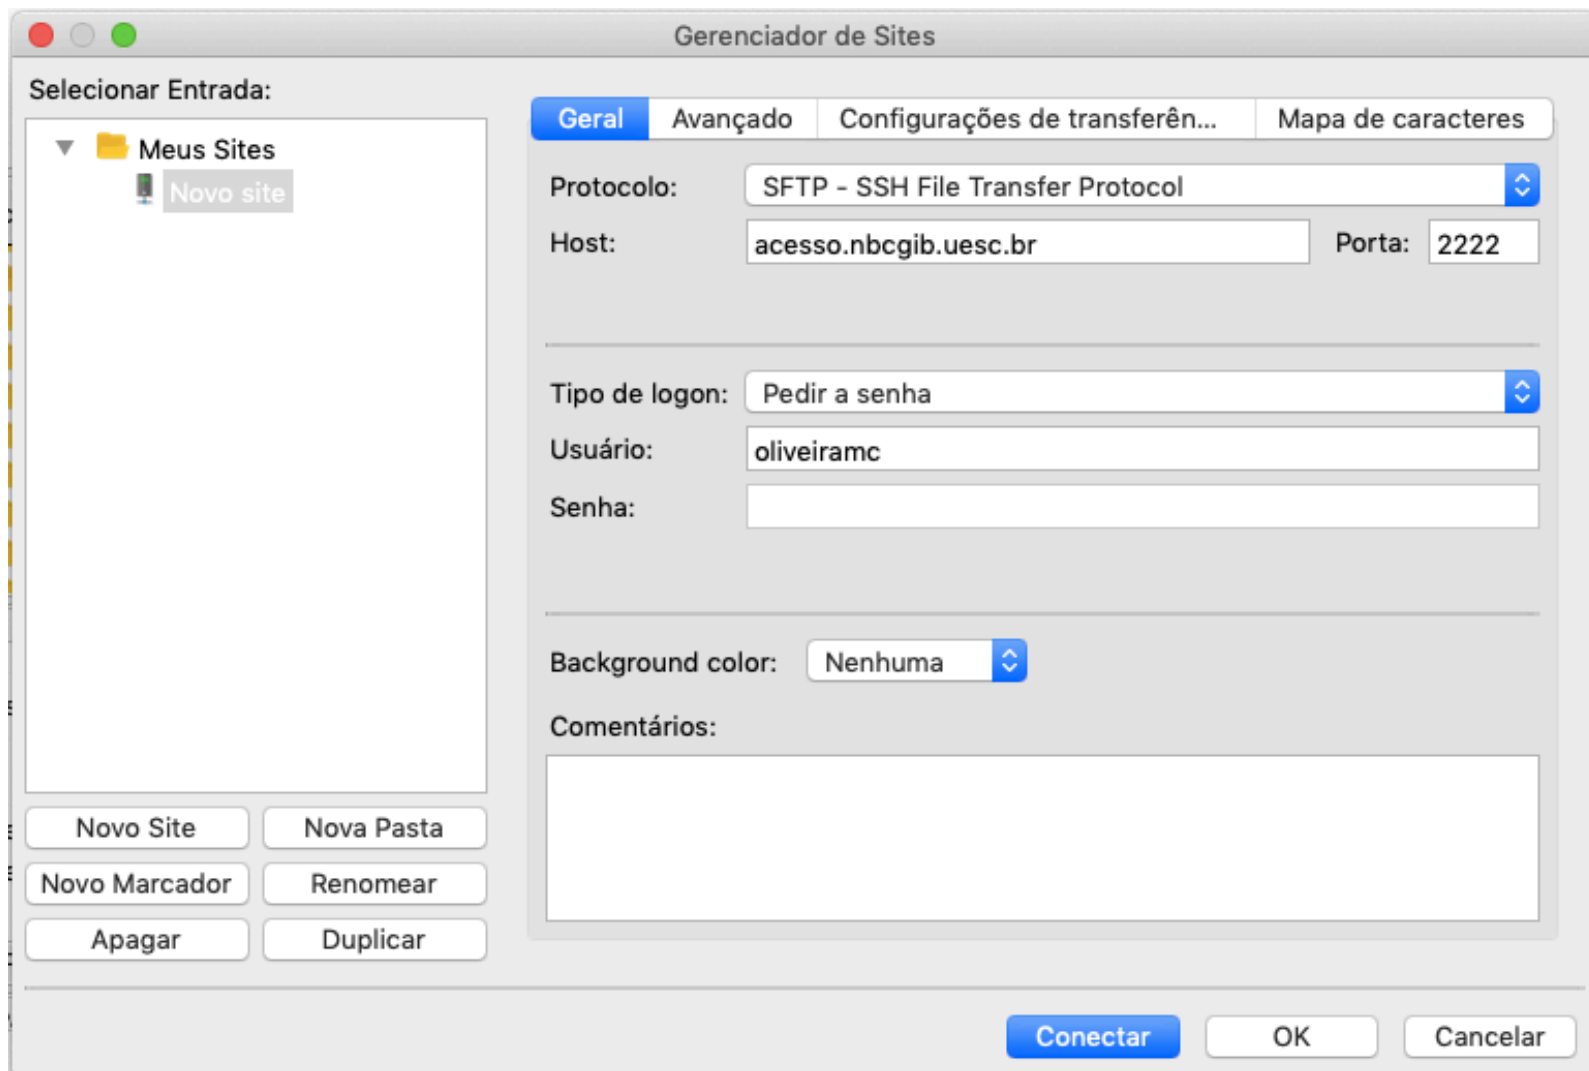 Gerenciador de Sites
Selecionar Entrada:
Meus Sites
Novo site
Novo Site
Nova Pasta
Novo Marcador
Renomear
Apagar
Duplicar
Geral
Avançado
Configurações de transferên...
Mapa de caracteres
Protocolo: SFTP - SSH File Transfer Protocol
Host: acesso.nbcgib.uesc.br Porta: 2222
Tipo de logon: Pedir a senha
Usuário: oliveiramc
Senha:
Background color: Nenhuma
Comentários:
Conectar
OK
Cancelar